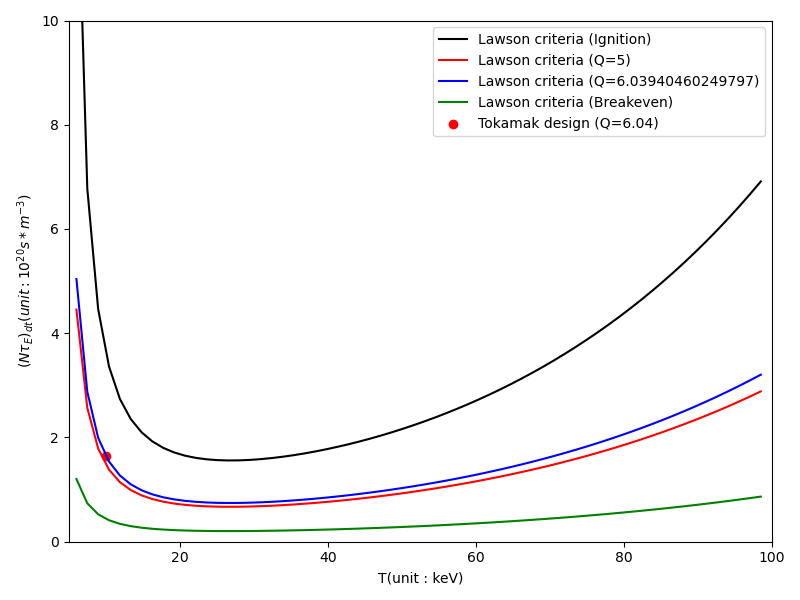 10
8
6
4
2
0
20
40
60
80
100
T(unit : keV)
(Nτ_E)_{dt}(unit : 10^{20}s * m^{-3})
Lawson criteria (Ignition)
Lawson criteria (Q=5)
Lawson criteria (Q=6.03940460249797)
Lawson criteria (Breakeven)
Tokamak design (Q=6.04)